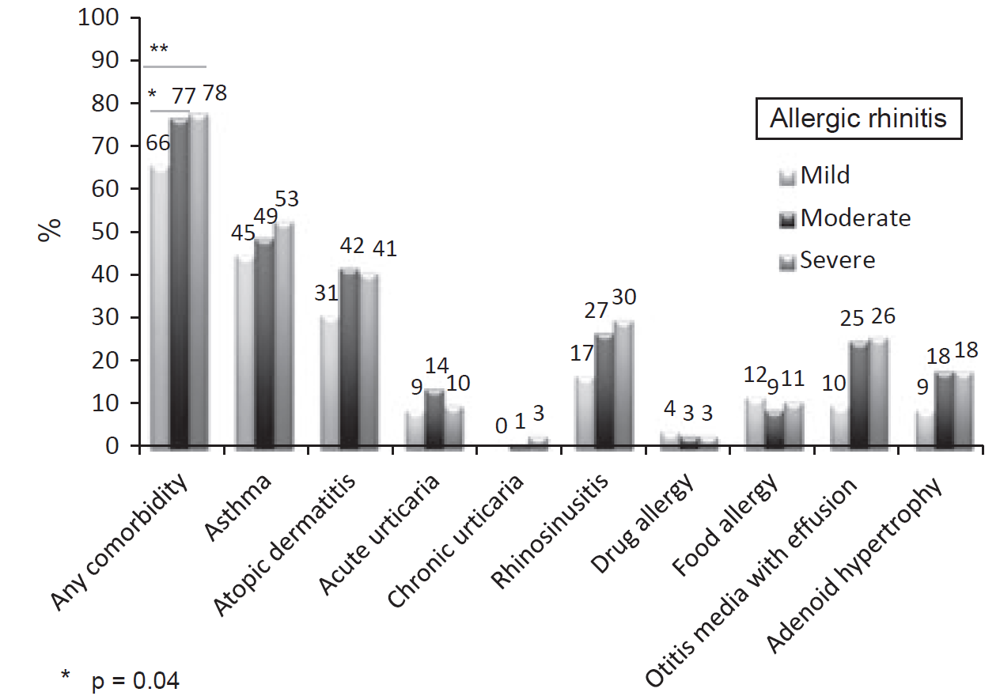 100
90
80
70
60
50
40
30
20
10
0
%
**
*
66 77 78
45 49 53
31 42 41
9 14 10
0 1 3
17 27 30
4 3 3
12 9 11
10 25 26
9 18 18
Allergic rhinitis
Mild
Moderate
Severe
Any comorbidity
Asthma
Atopic dermatitis
Acute urticaria
Chronic urticaria
Rhinosinusitis
Drug allergy
Food allergy
Otitis media with effusion
Adenoid hypertrophy
* p = 0.04